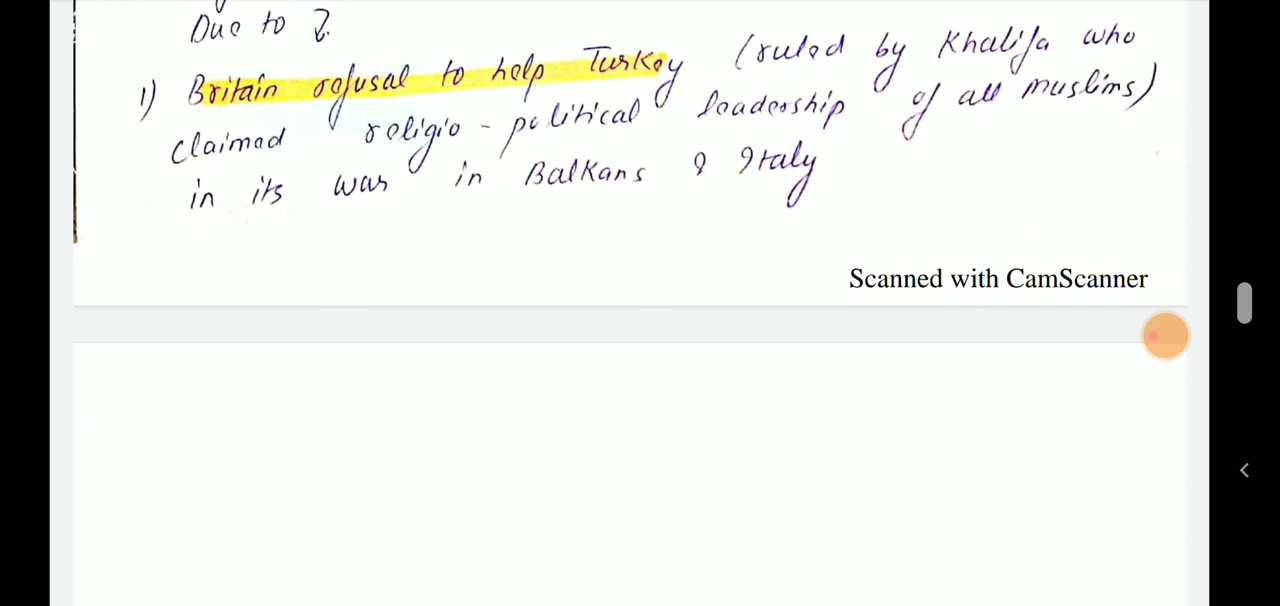 Due to ?
1) Britain refusal to help Turkey (ruled by Khalifa who
claimed religio-political leadership of all muslims)
in its war in Balkans & Italy
Scanned with CamScanner